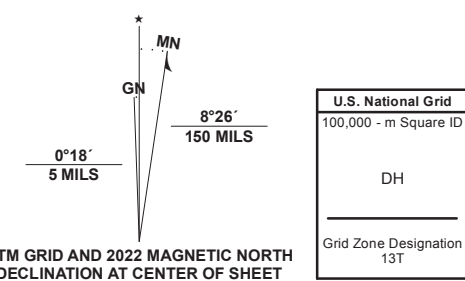 ★
MN
GN
8°26´
150 MILS
0°18´
5 MILS
TM GRID AND 2022 MAGNETIC NORTH
DECLINATION AT CENTER OF SHEET
U.S. National Grid
100,000 - m Square ID
DH
Grid Zone Designation
13T